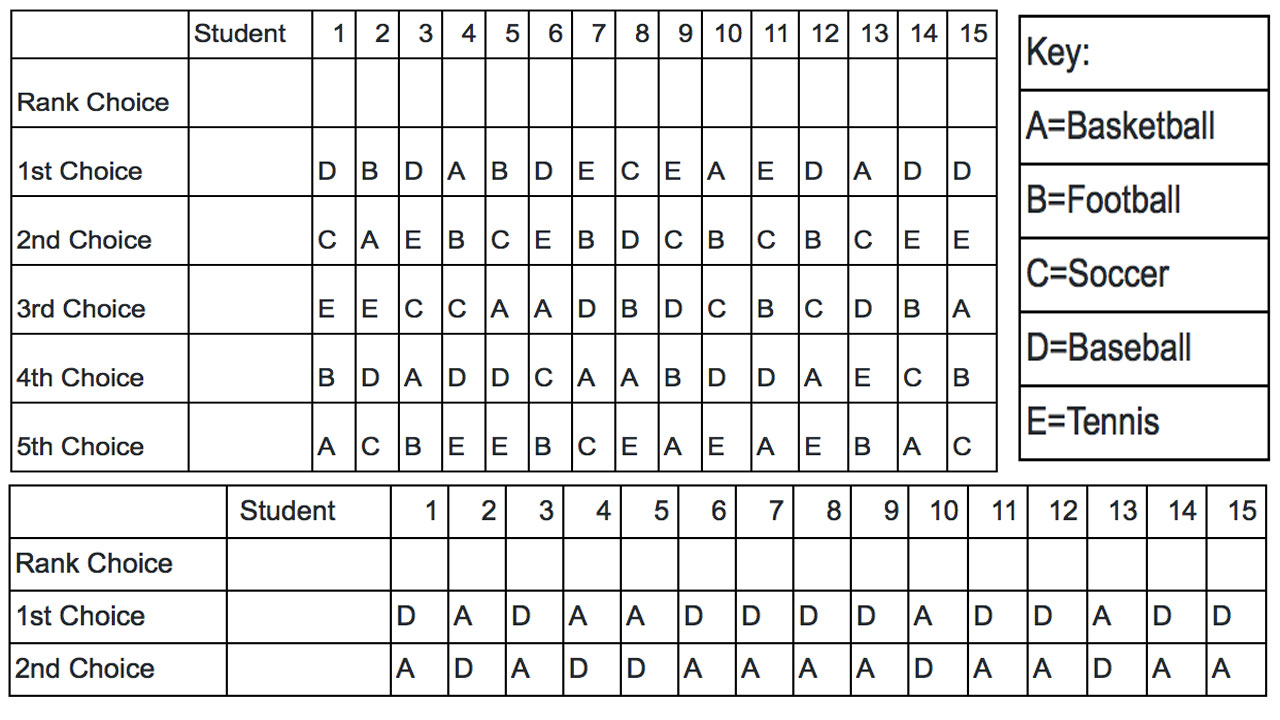 Student 1 2 3 4 5 6 7 8 9 10 11 12 13 14 15
Rank Choice
1st Choice D B D A B D E C E A E D A D D
2nd Choice C A E B C E B D C B C B C E E
3rd Choice E E C C A A D B D C B C D B A
4th Choice B D A D D C A A B D D A E C B
5th Choice A C B E E B C E A E A E B A C
Key:
A=Basketball
B=Football
C=Soccer
D=Baseball
E=Tennis
Student 1 2 3 4 5 6 7 8 9 10 11 12 13 14 15
Rank Choice
1st Choice D A D A A D D D D A D D A D D
2nd Choice A D A D D A A A A D A A D A A